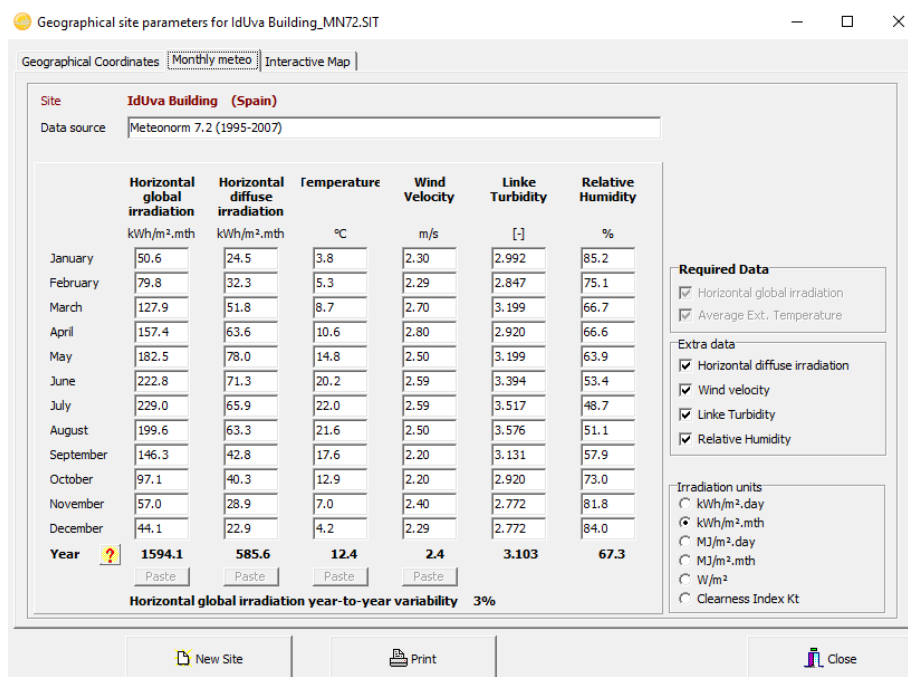 Geographical site parameters for IdUva Building_MN72.SIT
Geographical Coordinates Monthly meteo Interactive Map
Site IdUva Building (Spain)
Data source Meteonorm 7.2 (1995-2007)
Horizontal global irradiation Horizontal diffuse irradiation Temperature Wind Velocity Linke Turbidity Relative Humidity
kWh/m².mth kWh/m².mth °C m/s [-] %
January 50.6 24.5 3.8 2.30 2.992 85.2
February 79.8 32.3 5.3 2.29 2.847 75.1
March 127.9 51.8 8.7 2.70 3.199 66.7
April 157.4 63.6 10.6 2.80 2.920 66.6
May 182.5 78.0 14.8 2.50 3.199 63.9
June 222.8 71.3 20.2 2.59 3.394 53.4
July 229.0 65.9 22.0 2.59 3.517 48.7
August 199.6 63.3 21.6 2.50 3.576 51.1
September 146.3 42.8 17.6 2.20 3.131 57.9
October 97.1 40.3 12.9 2.20 2.920 73.0
November 57.0 28.9 7.0 2.40 2.772 81.8
December 44.1 22.9 4.2 2.29 2.772 84.0
Year ? 1594.1 585.6 12.4 2.4 3.103 67.3
Paste Paste Paste Paste
Horizontal global irradiation year-to-year variability 3%
Required Data
Horizontal global irradiation
Average Ext. Temperature
Extra data
Horizontal diffuse irradiation
Wind velocity
Linke Turbidity
Relative Humidity
Irradiation units
kWh/m².day
kWh/m².mth
MJ/m².day
MJ/m².mth
W/m²
Clearness Index Kt
New Site Print Close